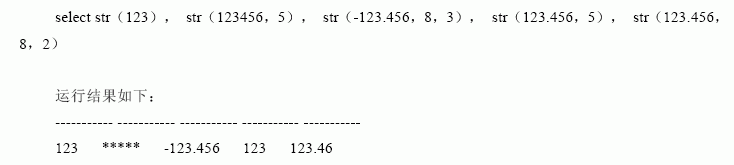 select str（123）， str（123456，5）， str（-123.456，8，3）， str（123.456，5）， str（123.456，
8，2）
运行结果如下：
----------- ----------- ----------- ----------- -----------
123 ***** -123.456 123 123.46